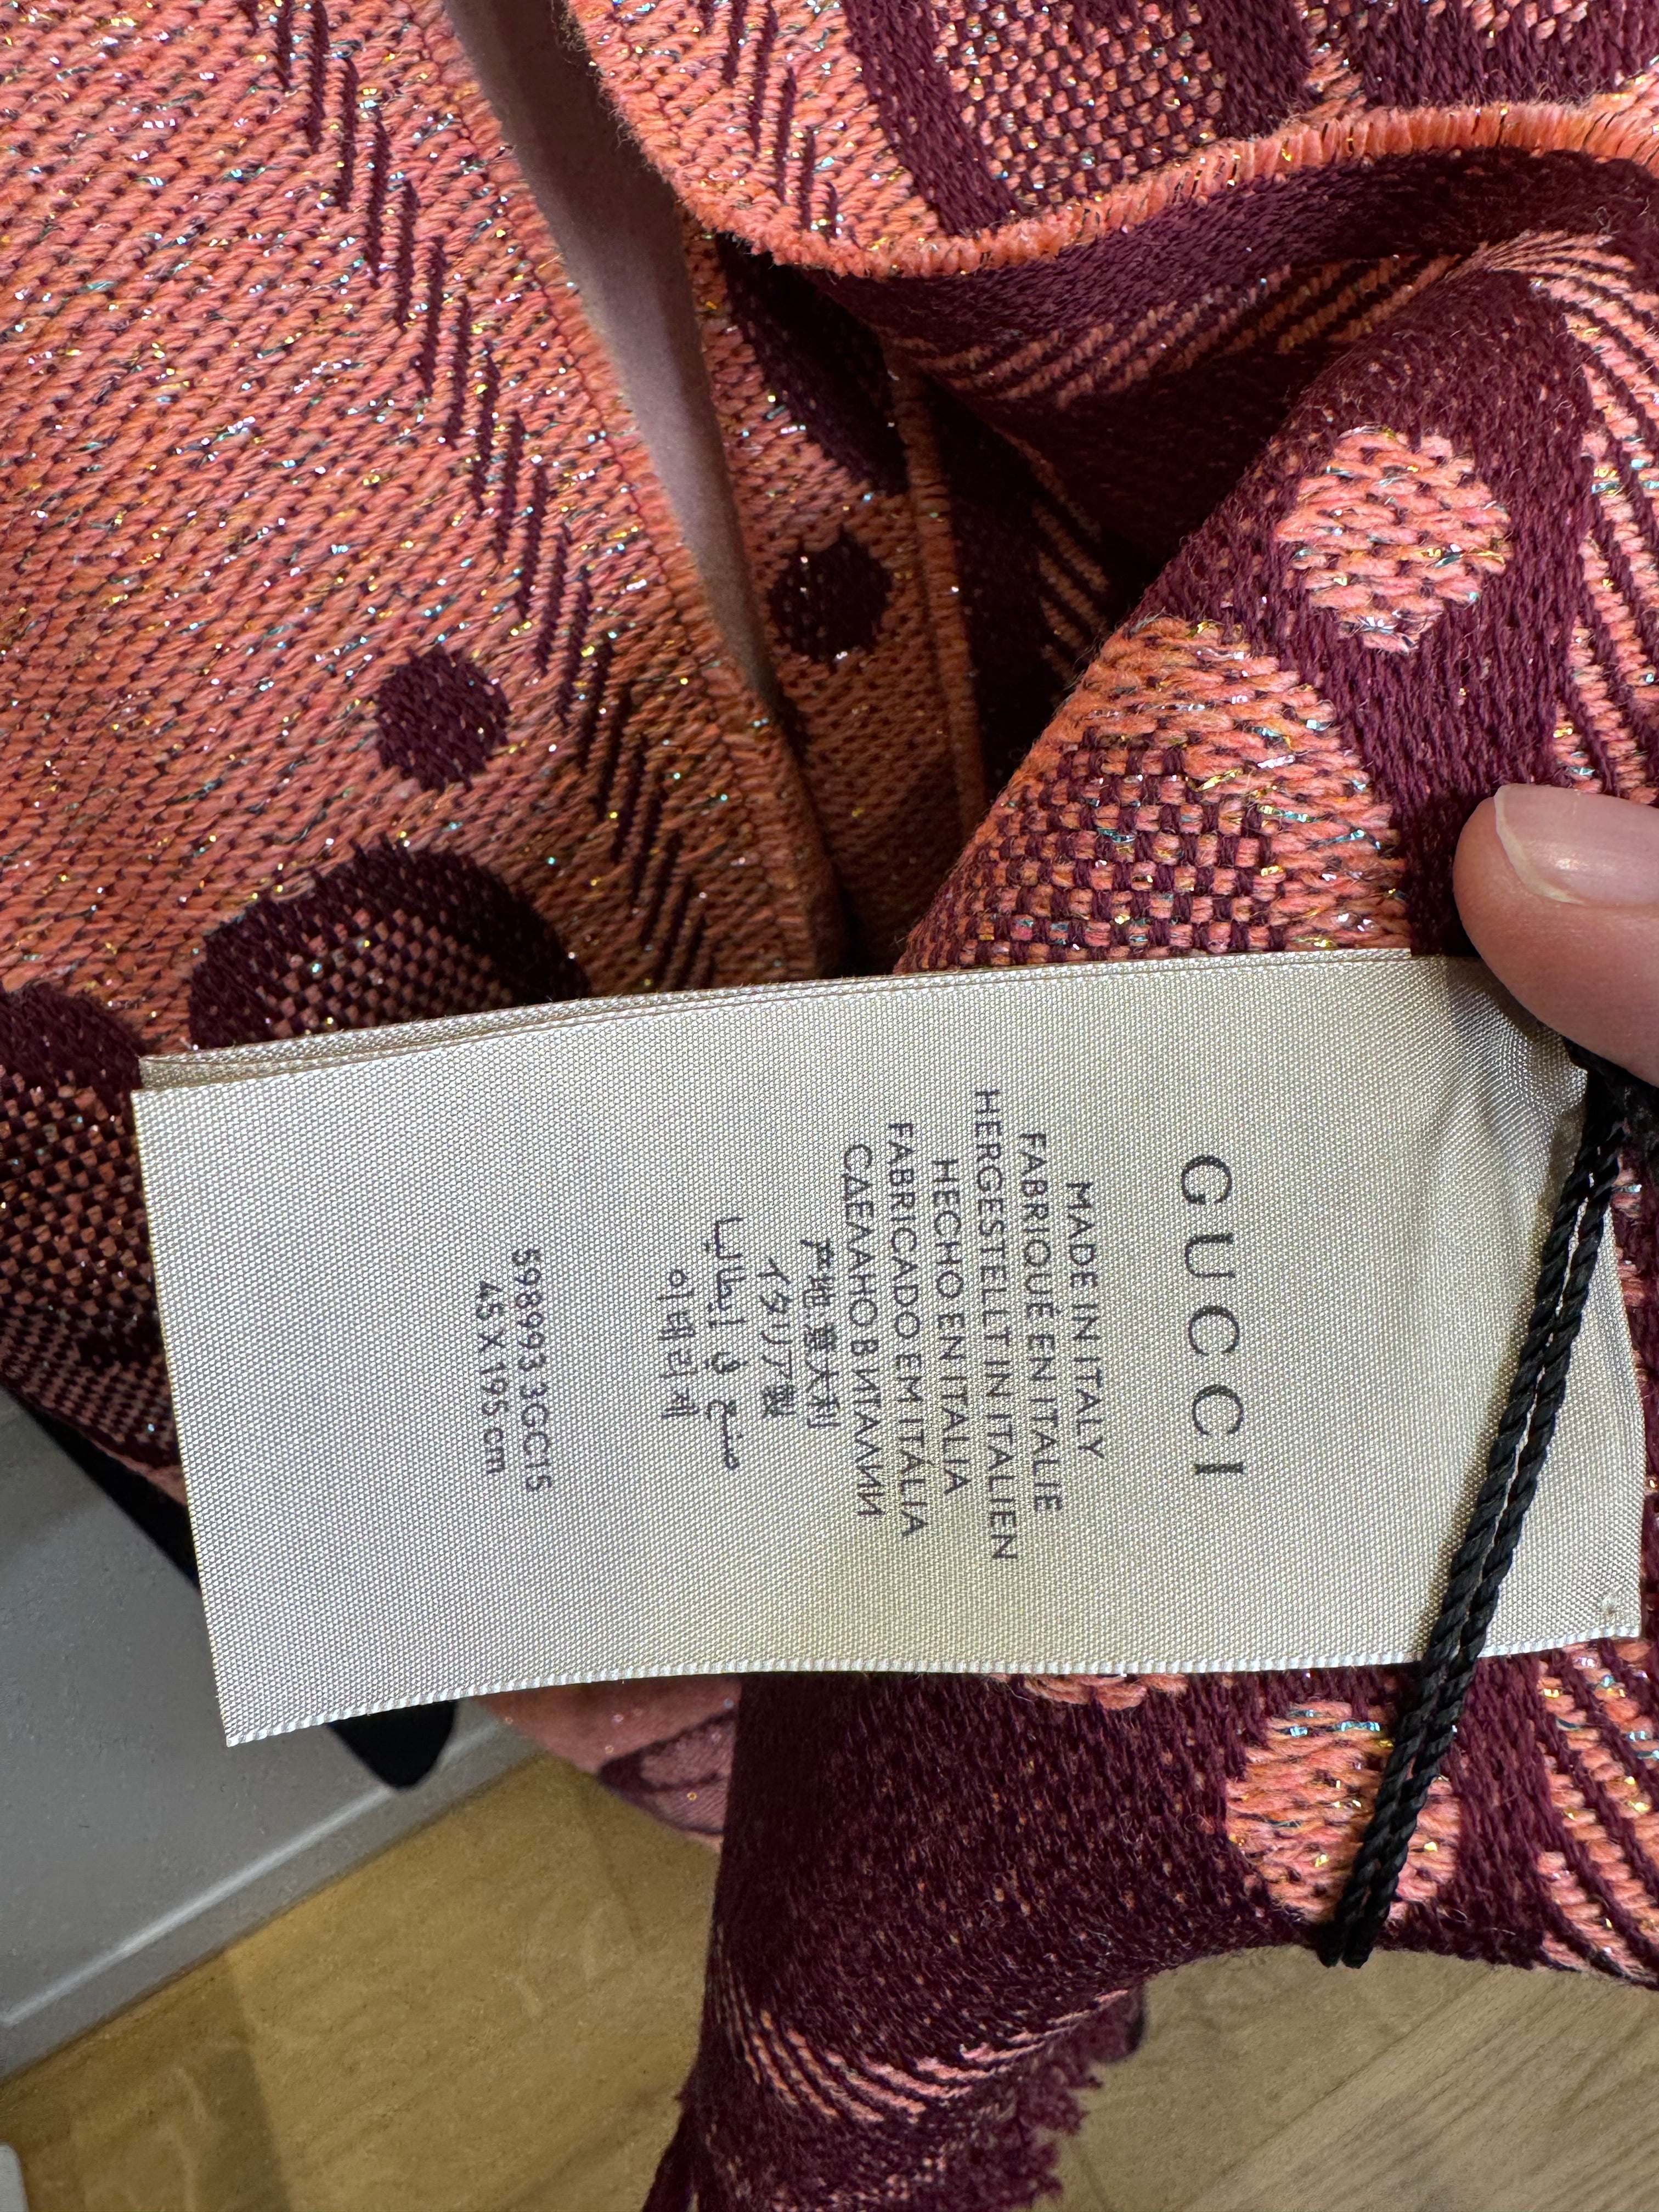 GUCCI
MADE IN ITALY
FABRIQUÉ EN ITALIE
HERGESTELLT IN ITALIEN
HECHO EN ITALIA
FABRICADO EM ITÁLIA
СДЕЛАНО В ИТАЛИИ
产地 意大利
イタリア製
صنع في إيطاليا
이태리제
598993 3GC15
45 X 195 cm